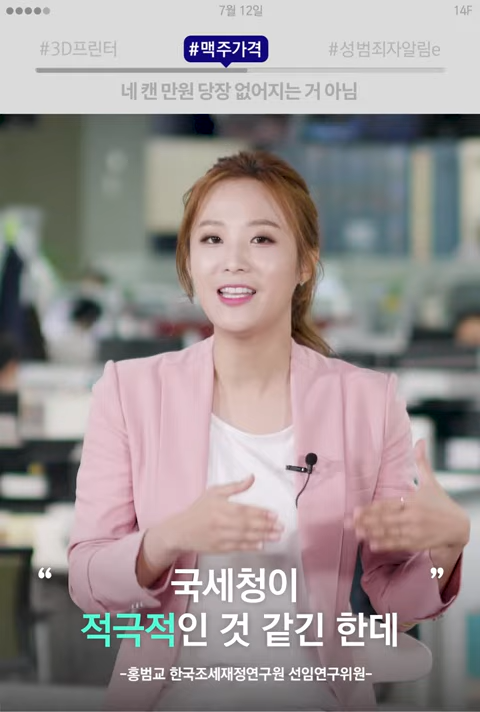 7월 12일
14F
#3D프린터 #맥주가격 #성범죄자알림e
네 캔 만원 당장 없어지는 거 아님
“ 국세청이 ”
적극적인 것 같긴 한데
-홍범교 한국조세재정연구원 선임연구위원-